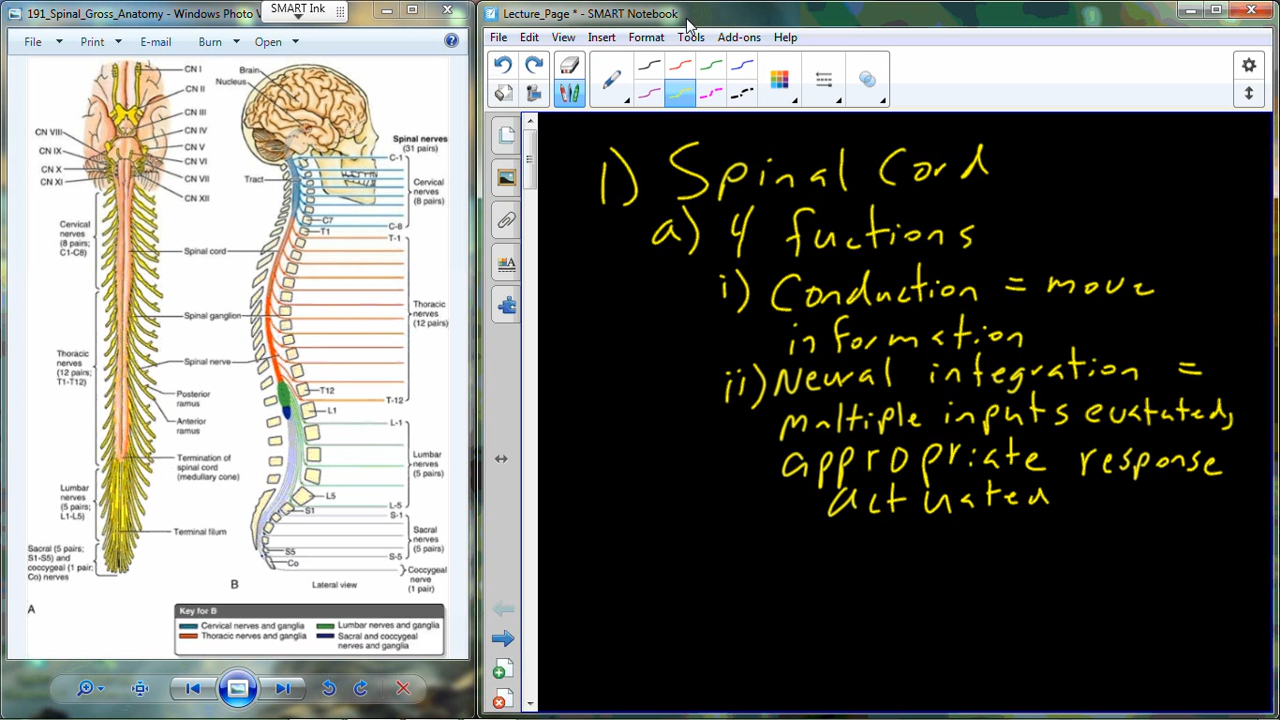 191_Spinal_Gross_Anatomy - Windows Photo V
SMART Ink
File Print E-mail Burn Open
CN I
CN II
CN III
CN IV
CN V
CN VI
CN VII
CN XII
CN VIII
CN IX
CN X
CN XI
Cervical
nerves
(8 pairs;
C1-C8)
Thoracic
nerves
(12 pairs;
T1-T12)
Lumbar
nerves
(5 pairs;
L1-L5)
Sacral (5 pairs;
S1-S5) and
coccygeal (1 pair;
Co) nerves
Spinal cord
Spinal ganglion
Spinal nerve
Posterior
ramus
Anterior
ramus
Termination of
spinal cord
(medullary cone)
Terminal filum
A
Brain
Nucleus
Tract
Spinal nerves
(31 pairs)
C-1
Cervical
nerves
(8 pairs)
C7
C-8
T1
T-1
Thoracic
nerves
(12 pairs)
T12
T-12
L1
L-1
Lumbar
nerves
(5 pairs)
L5
L-5
S1
S-1
Sacral
nerves
(5 pairs)
S5
S-5
Co
Coccygeal
nerve
(1 pair)
B
Lateral view
Key for B
Cervical nerves and ganglia
Thoracic nerves and ganglia
Lumbar nerves and ganglia
Sacral and coccygeal
nerves and ganglia
Lecture_Page * - SMART Notebook
File Edit View Insert Format Tools Add-ons Help
1) Spinal Cord
a) 4 fuctions
i) Conduction = move
information
ii) Neural integration =
multiple inputs evatated,
appropriate response
actuated